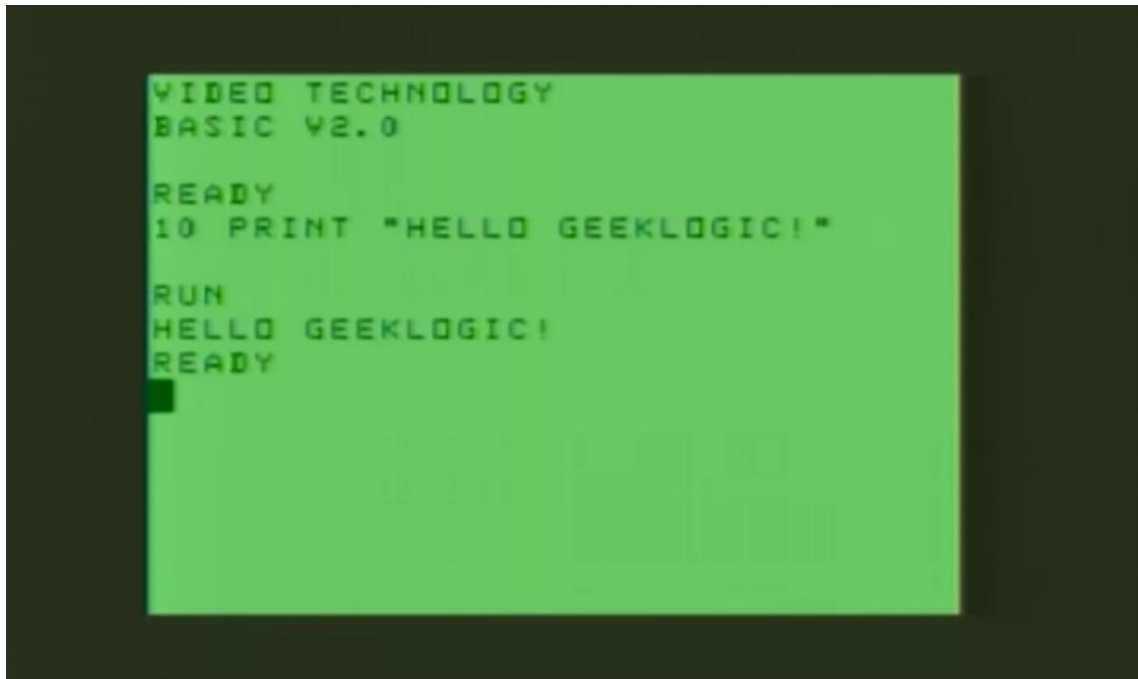 VIDEO TECHNOLOGY
BASIC V2.0
READY
10 PRINT "HELLO GEEKLOGIC!"
RUN
HELLO GEEKLOGIC!
READY